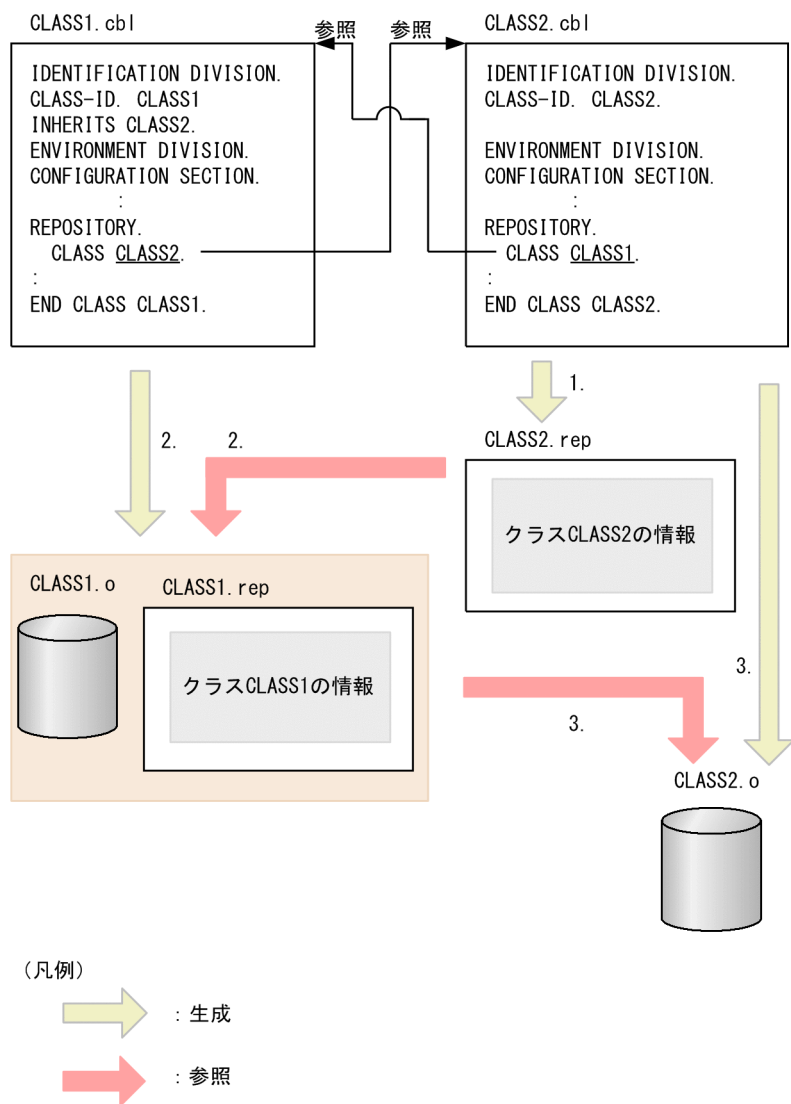 CLASS1.cbl
参照
参照
CLASS2.cbl
IDENTIFICATION DIVISION.
CLASS-ID. CLASS1
INHERITS CLASS2.
ENVIRONMENT DIVISION.
CONFIGURATION SECTION.
:
REPOSITORY.
CLASS CLASS2.
:
END CLASS CLASS1.
IDENTIFICATION DIVISION.
CLASS-ID. CLASS2.
ENVIRONMENT DIVISION.
CONFIGURATION SECTION.
:
REPOSITORY.
CLASS CLASS1.
:
END CLASS CLASS2.
1.
2.
2.
CLASS2.rep
クラスCLASS2の情報
CLASS1.o
CLASS1.rep
クラスCLASS1の情報
3.
3.
CLASS2.o
(凡例)
:生成
:参照